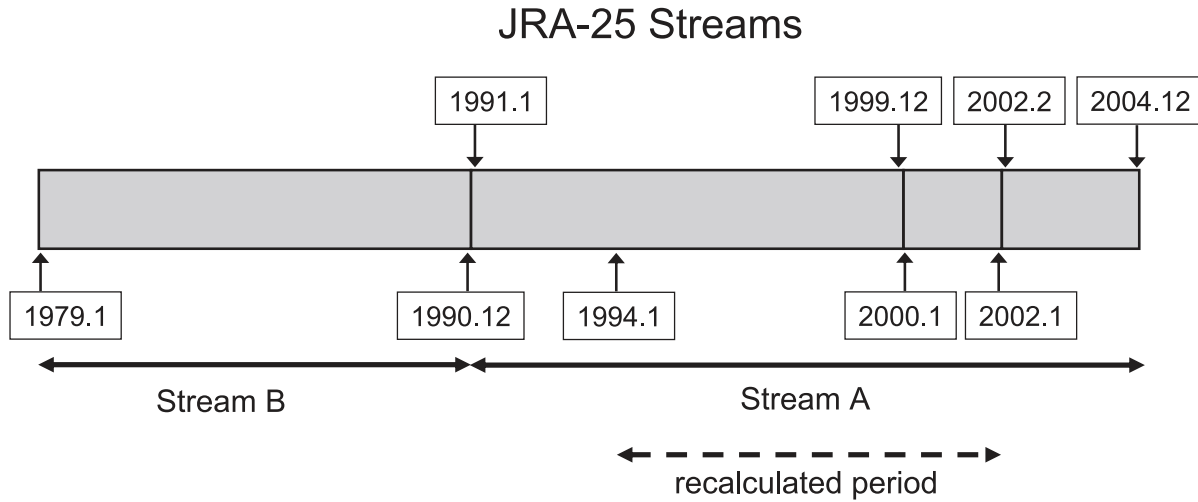 JRA-25 Streams
1991.1
1999.12
2002.2
2004.12
1979.1
1990.12
1994.1
2000.1
2002.1
Stream B
Stream A
recalculated period